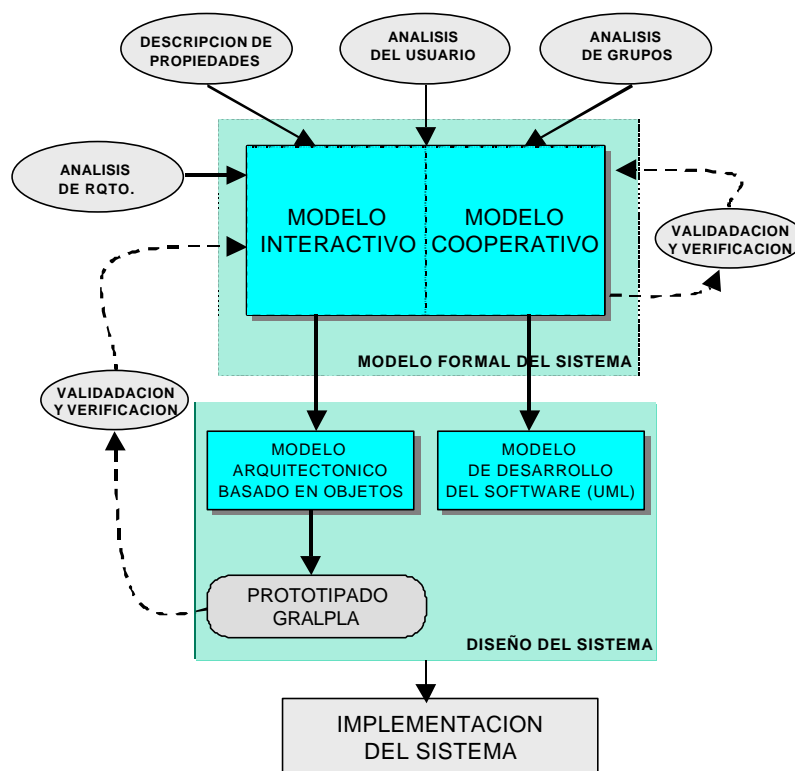 DESCRIPCION DE
PROPIEDADES
ANALISIS
DEL USUARIO
ANALISIS
DE GRUPOS
ANALISIS
DE RQTO.
MODELO
INTERACTIVO
MODELO
COOPERATIVO
VALIDADACION
Y VERIFICACION
MODELO FORMAL DEL SISTEMA
VALIDADACION
Y VERIFICACION
MODELO
ARQUITECTONICO
BASADO EN OBJETOS
MODELO
DE DESARROLLO
DEL SOFTWARE (UML)
PROTOTIPADO
GRALPLA
DISEÑO DEL SISTEMA
IMPLEMENTACION
DEL SISTEMA